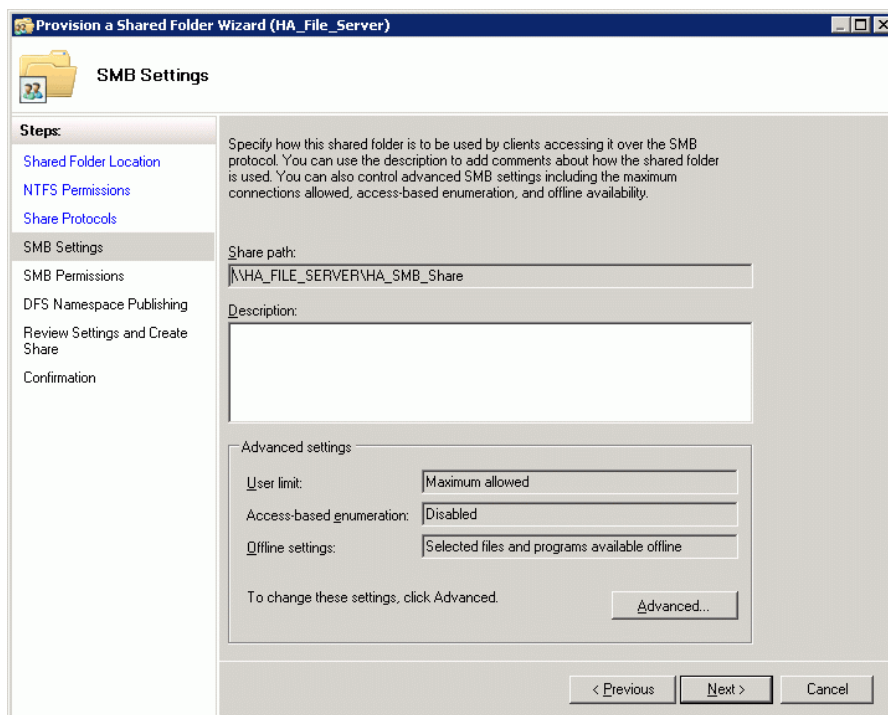 Provision a Shared Folder Wizard (HA_File_Server)
SMB Settings
Steps:
Shared Folder Location
NTFS Permissions
Share Protocols
SMB Settings
SMB Permissions
DFS Namespace Publishing
Review Settings and Create
Share
Confirmation
Specify how this shared folder is to be used by clients accessing it over the SMB
protocol. You can use the description to add comments about how the shared folder
is used. You can also control advanced SMB settings including the maximum
connections allowed, access-based enumeration, and offline availability.
Share path:
\\HA_FILE_SERVER\HA_SMB_Share
Description:
Advanced settings
User limit:
Maximum allowed
Access-based enumeration:
Disabled
Offline settings:
Selected files and programs available offline
To change these settings, click Advanced.
Advanced...
< Previous
Next >
Cancel